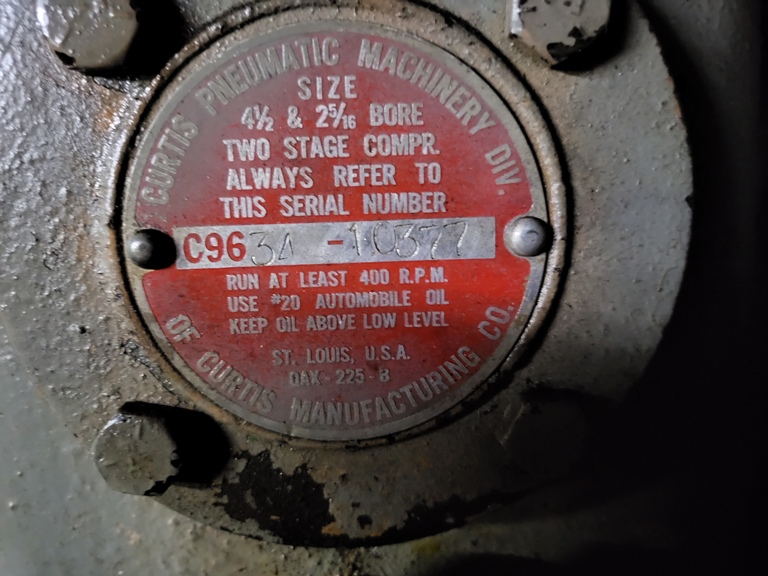 CURTIS PNEUMATIC MACHINERY DIV.
SIZE
4½ & 2 5/16 BORE
TWO STAGE COMPR.
ALWAYS REFER TO
THIS SERIAL NUMBER
C96 -10377
RUN AT LEAST 400 R.P.M.
USE #20 AUTOMOBILE OIL
KEEP OIL ABOVE LOW LEVEL
ST. LOUIS, U.S.A.
OAX-225-B
OF CURTIS MANUFACTURING CO.